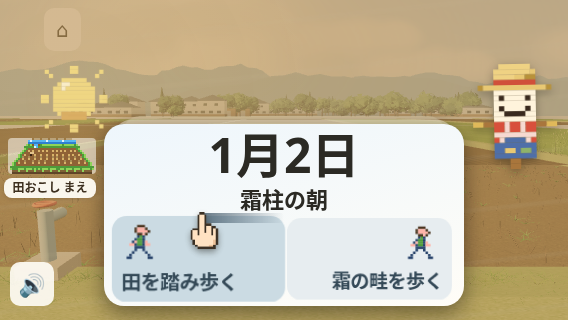 1月2日
霜柱の朝
田おこし まえ
田を踏み歩く
霜の畦を歩く